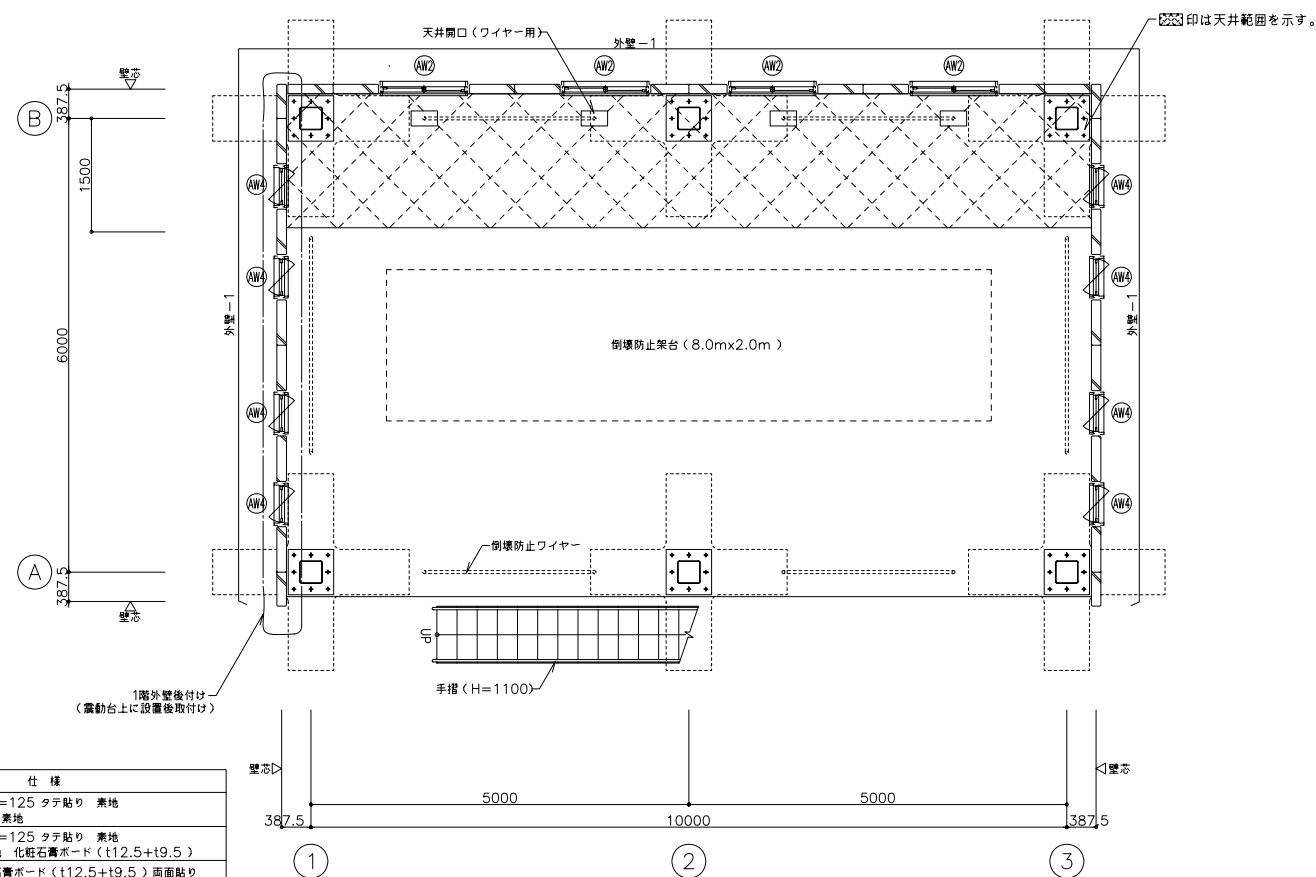 天井開口（ワイヤー用）
外壁－1
印は天井範囲を示す。
AW2
AW2
AW2
AW2
壁芯
387.5
B
1500
AW4
AW4
AW4
AW4
外壁－1
外壁－1
6000
倒壊防止架台（8.0mx2.0m ）
AW4
AW4
AW4
AW4
倒壊防止ワイヤー
A
387.5
壁芯
UP
手摺（H=1100）
1階外壁後付け
（震動台上に設置後取付け）
壁芯
壁芯
5000
5000
387.5
10000
387.5
1
2
3
仕 様
=125 タテ貼り 素地
素地
=125 タテ貼り 素地
化粧石膏ボード（t12.5+t9.5 ）
石膏ボード（t12.5+t9.5 ）両面貼り